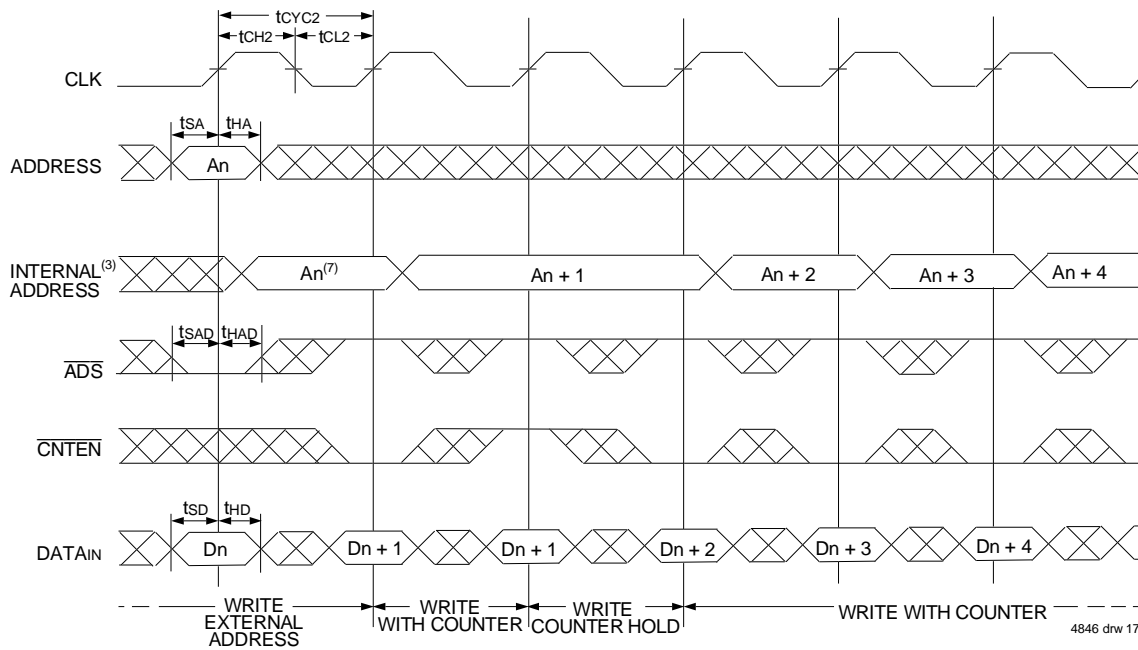 tCYC2
tCH2 tCL2
CLK
tSA tHA
ADDRESS An
INTERNAL(3) ADDRESS An(7) An + 1 An + 2 An + 3 An + 4
tSAD tHAD
ADS
CNTEN
tSD tHD
DATAIN Dn Dn + 1 Dn + 1 Dn + 2 Dn + 3 Dn + 4
WRITE EXTERNAL ADDRESS
WRITE WITH COUNTER
WRITE COUNTER HOLD
WRITE WITH COUNTER
4846 drw 17